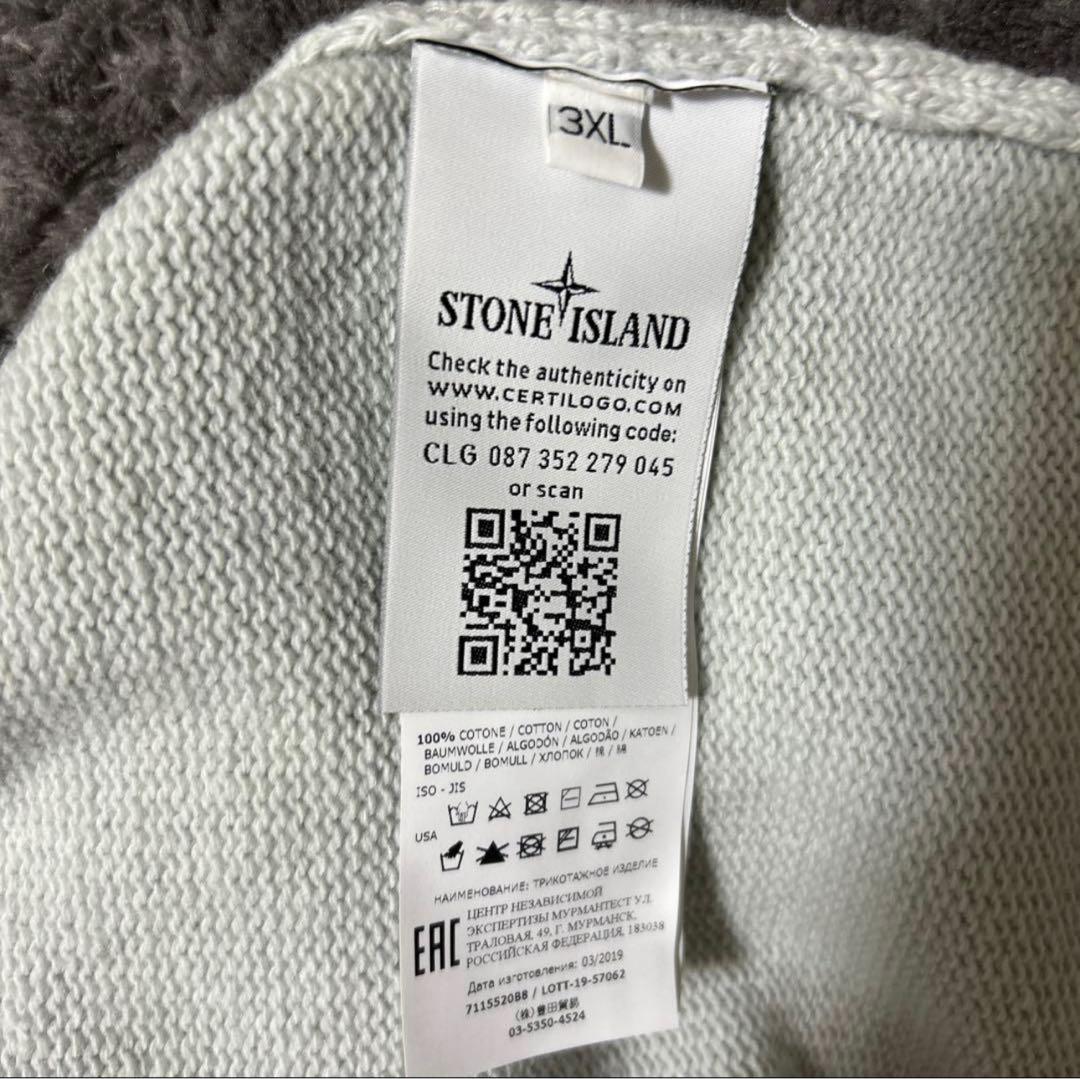 3XL
STONE ISLAND
Check the authenticity on
WWW.CERTILOGO.COM
using the following code:
CLG 087 352 279 045
or scan
100% COTONE / COTTON / COTON /
BAUMWOLLE / ALGODÓN / ALGODÃO / KATOEN /
BOMULD / BOMULL / ХЛОПОК / 棉 / 綿
ISO - JIS
USA
НАИМЕНОВАНИЕ: ТРИКОТАЖНОЕ ИЗДЕЛИЕ
EAC
ЦЕНТР НЕЗАВИСИМОЙ
ЭКСПЕРТИЗЫ МУРМАНТЕСТ УЛ.
ТРАЛОВАЯ, 49, Г. МУРМАНСК,
РОССИЙСКАЯ ФЕДЕРАЦИЯ, 183038
Дата изготовления: 03/2019
7115520B8 / LOTT-19-57062
(株) 豊田貿易
03-5350-4524